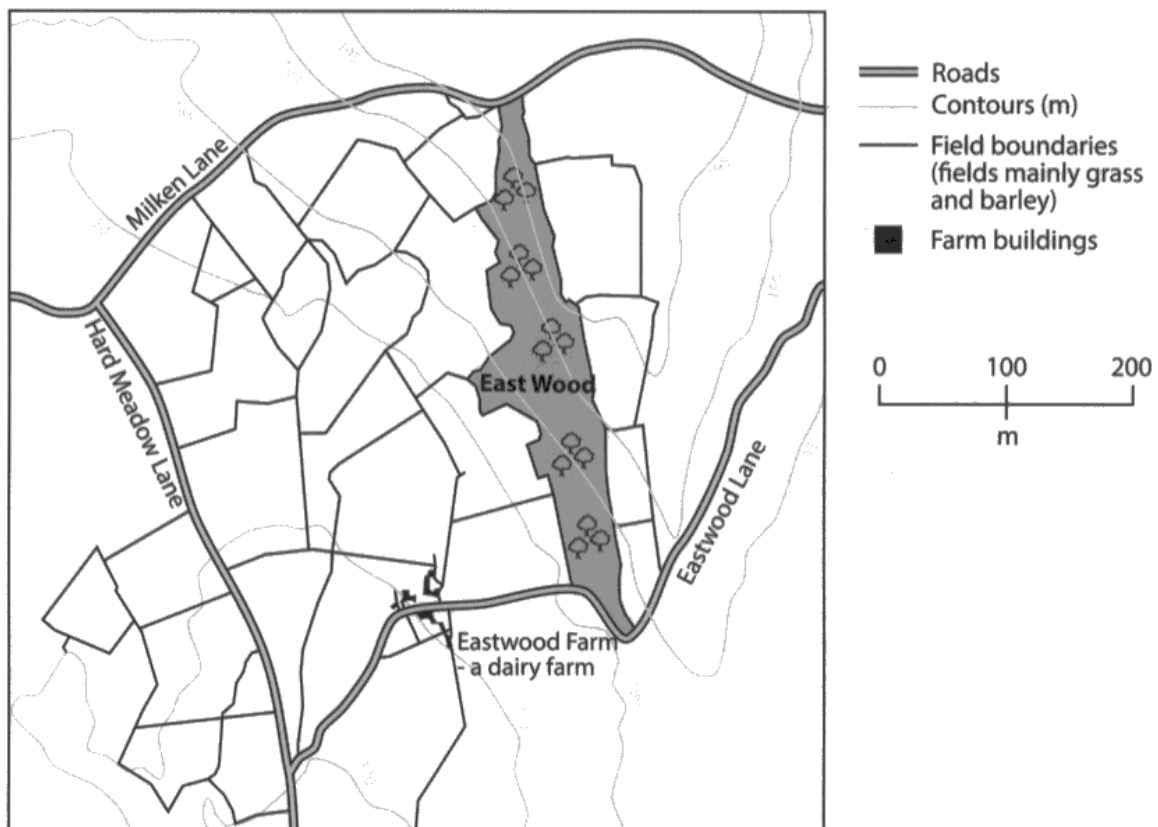 Milken Lane
Hard Meadow Lane
East Wood
Eastwood Lane
Eastwood Farm
- a dairy farm
Roads
Contours (m)
Field boundaries
(fields mainly grass
and barley)
Farm buildings
0 100 200
m